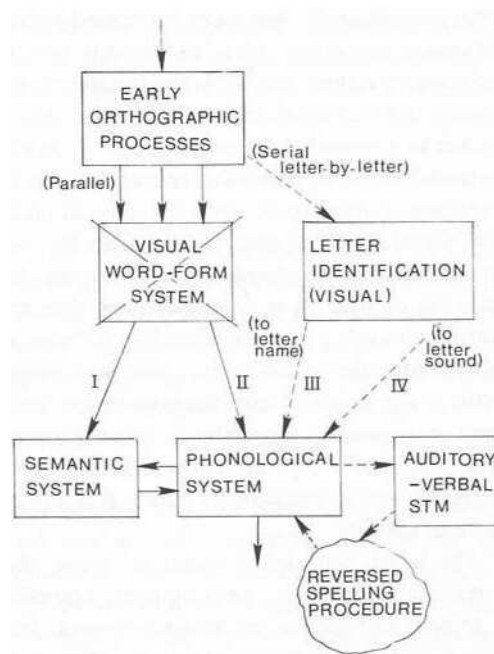 EARLY
ORTHOGRAPHIC
PROCESSES
(Serial
letter-by-letter)
(Parallel)
VISUAL
WORD-FORM
SYSTEM
LETTER
IDENTIFICATION
(VISUAL)
(to
letter
name)
(to
letter
sound)
I
II
III
IV
SEMANTIC
SYSTEM
PHONOLOGICAL
SYSTEM
AUDITORY
-VERBAL
STM
REVERSED
SPELLING
PROCEDURE